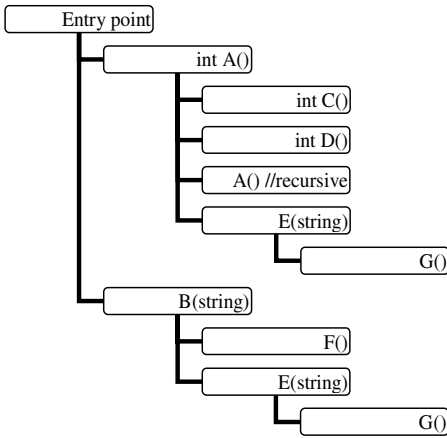 Entry point
int A()
int C()
int D()
A() //recursive
E(string)
G()
B(string)
F()
E(string)
G()